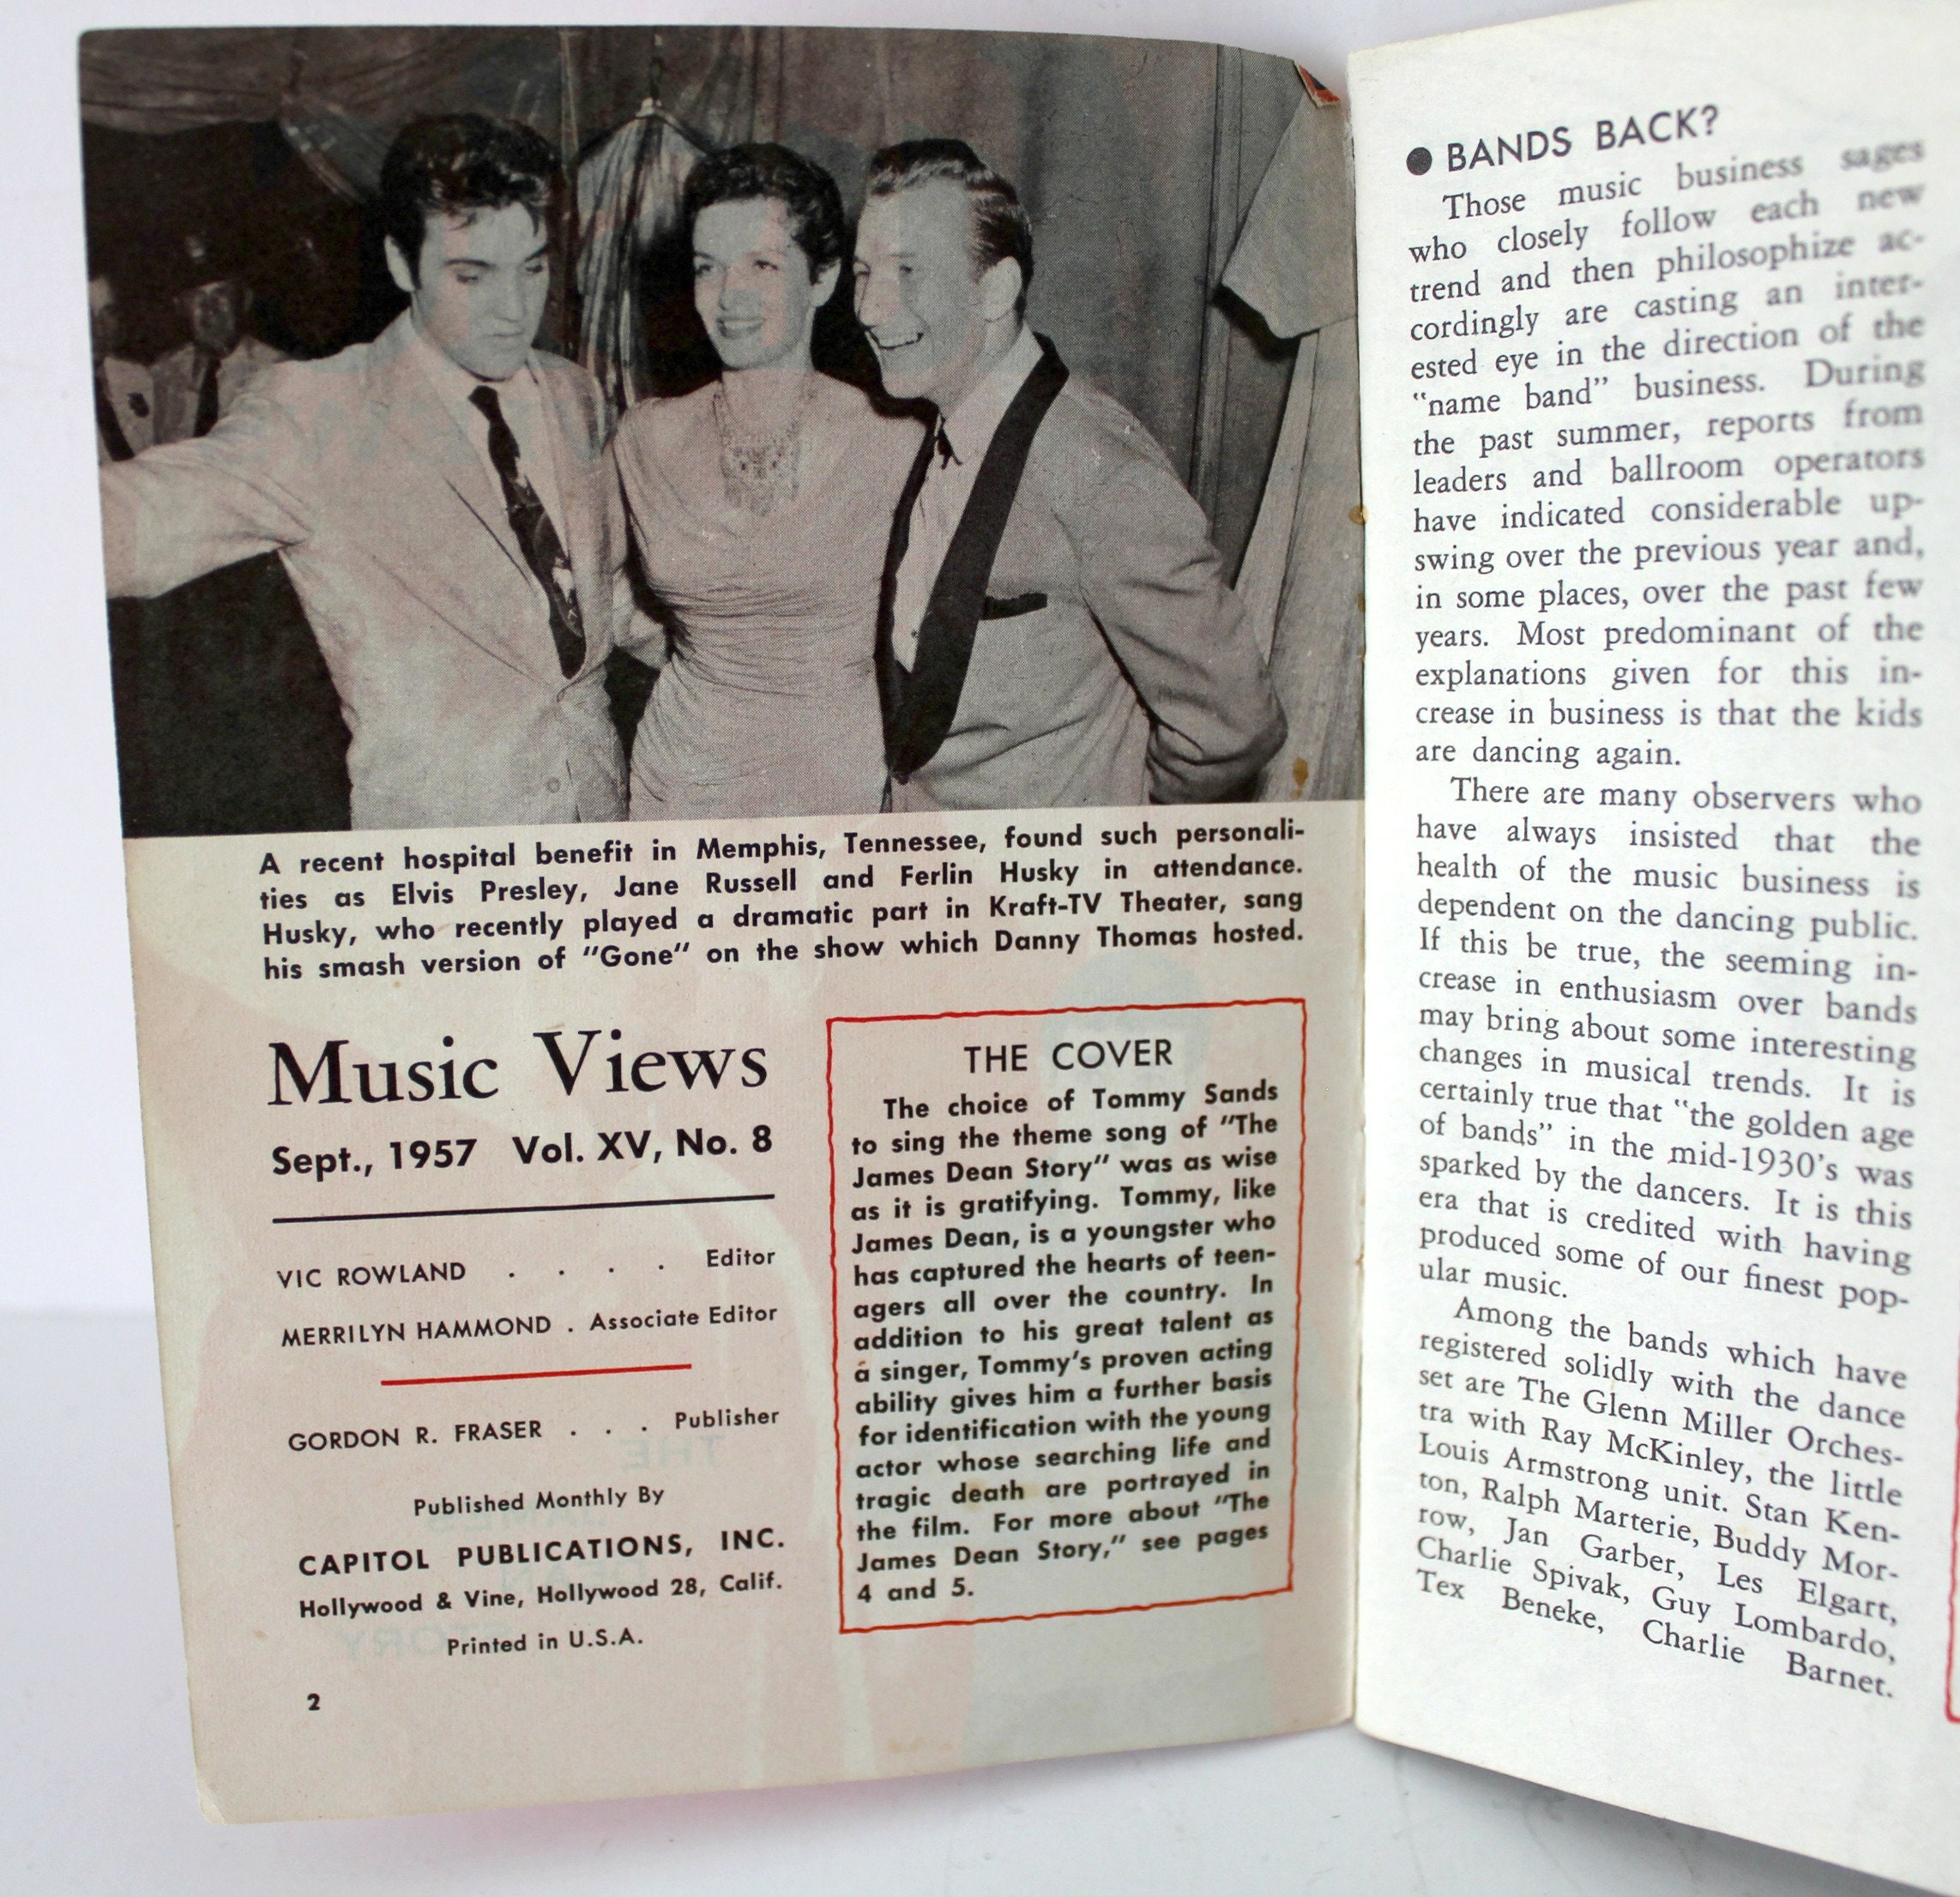 A recent hospital benefit in Memphis, Tennessee, found such personali-
ties as Elvis Presley, Jane Russell and Ferlin Husky in attendance.
Husky, who recently played a dramatic part in Kraft-TV Theater, sang
his smash version of "Gone" on the show which Danny Thomas hosted.
Music Views
Sept., 1957 Vol. XV, No. 8
VIC ROWLAND . . . . Editor
MERRILYN HAMMOND . Associate Editor
GORDON R. FRASER . . . Publisher
Published Monthly By
CAPITOL PUBLICATIONS, INC.
Hollywood & Vine, Hollywood 28, Calif.
Printed in U.S.A.
2
THE COVER
The choice of Tommy Sands
to sing the theme song of "The
James Dean Story" was as wise
as it is gratifying. Tommy, like
James Dean, is a youngster who
has captured the hearts of teen-
agers all over the country. In
addition to his great talent as
a singer, Tommy's proven acting
ability gives him a further basis
for identification with the young
actor whose searching life and
tragic death are portrayed in
the film. For more about "The
James Dean Story," see pages
4 and 5.
● BANDS BACK?
Those music business sages
who closely follow each new
trend and then philosophize ac-
cordingly are casting an inter-
ested eye in the direction of the
"name band" business. During
the past summer, reports from
leaders and ballroom operators
have indicated considerable up-
swing over the previous year and,
in some places, over the past few
years. Most predominant of the
explanations given for this in-
crease in business is that the kids
are dancing again.
There are many observers who
have always insisted that the
health of the music business is
dependent on the dancing public.
If this be true, the seeming in-
crease in enthusiasm over bands
may bring about some interesting
changes in musical trends. It is
certainly true that "the golden age
of bands" in the mid-1930's was
sparked by the dancers. It is this
era that is credited with having
produced some of our finest pop-
ular music.
Among the bands which have
registered solidly with the dance
set are The Glenn Miller Orches-
tra with Ray McKinley, the little
Louis Armstrong unit. Stan Ken-
ton, Ralph Marterie, Buddy Mor-
row, Jan Garber, Les Elgart,
Charlie Spivak, Guy Lombardo,
Tex Beneke, Charlie Barnet.